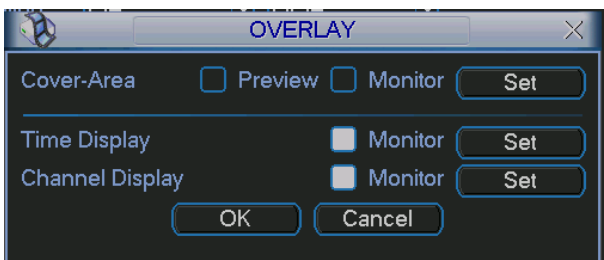 OVERLAY
Cover-Area Preview Monitor Set
Time Display Monitor Set
Channel Display Monitor Set
OK Cancel